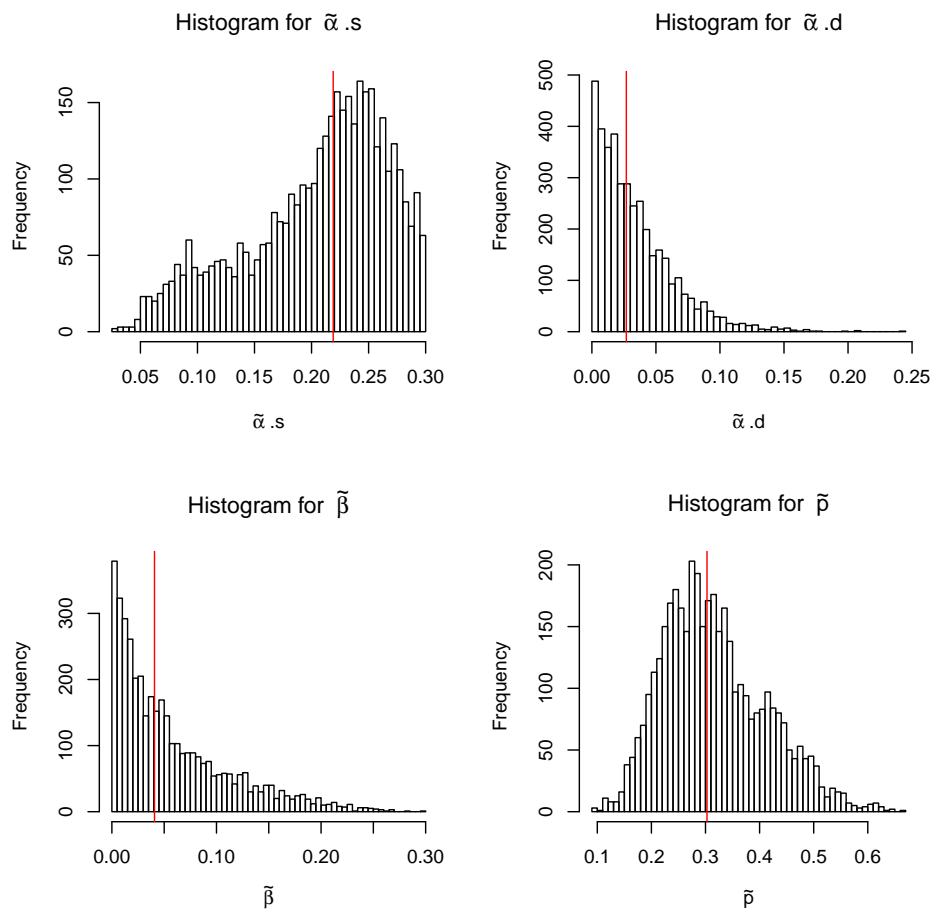 Histogram for α̃ .s
Frequency
0 50 100 150
0.05 0.10 0.15 0.20 0.25 0.30
α̃ .s
Histogram for α̃ .d
Frequency
0 100 200 300 400 500
0.00 0.05 0.10 0.15 0.20 0.25
α̃ .d
Histogram for β̃
Frequency
0 100 200 300
0.00 0.10 0.20 0.30
β̃
Histogram for p̃
Frequency
0 50 100 150 200
0.1 0.2 0.3 0.4 0.5 0.6
p̃